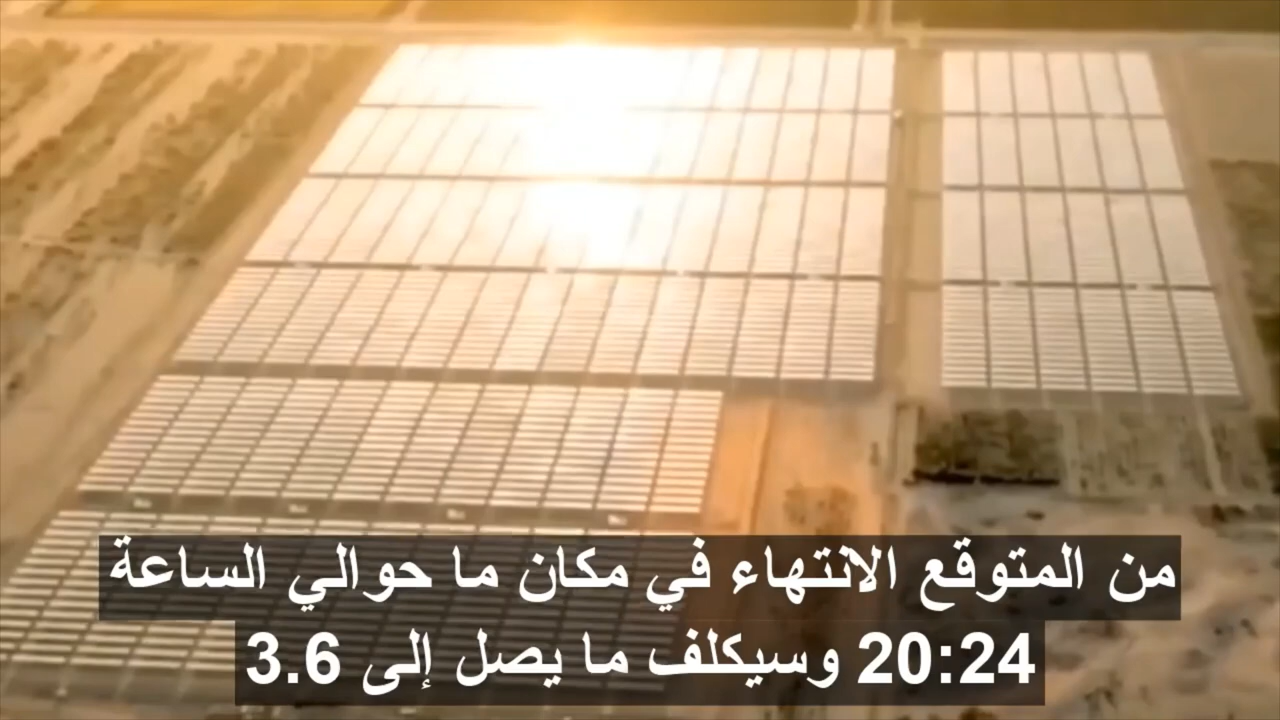 من المتوقع الانتهاء في مكان ما حوالي الساعة
20:24 وسيكلف ما يصل إلى 3.6